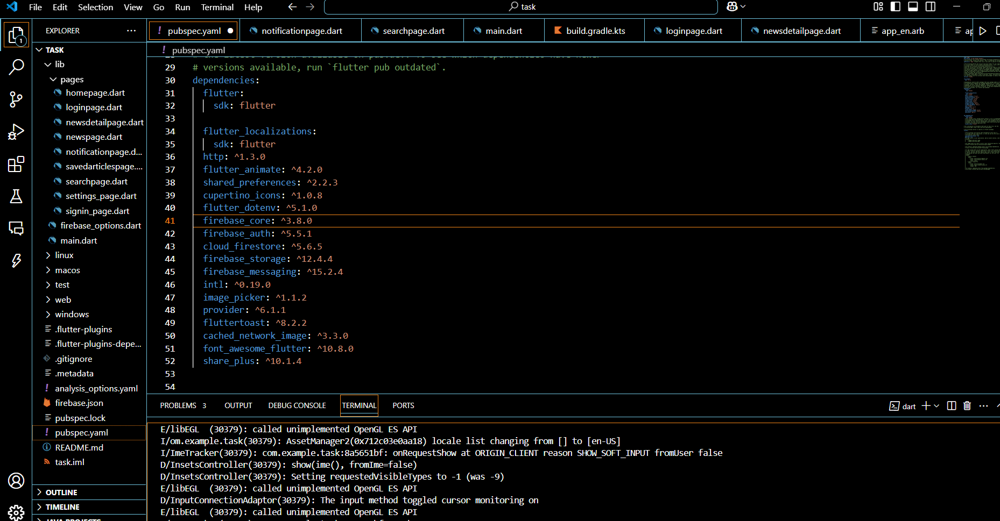 File Edit Selection View Go Run Terminal Help
task
EXPLORER
pubspec.yaml
notificationpage.dart
searchpage.dart
main.dart
build.gradle.kts
loginpage.dart
newsdetailpage.dart
app_en.arb
TASK
lib
pages
homepage.dart
loginpage.dart
newsdetailpage.dart
newspage.dart
notificationpage.d...
savedarticlespage....
searchpage.dart
settings_page.dart
signin_page.dart
firebase_options.dart
main.dart
linux
macos
test
web
windows
.flutter-plugins
.flutter-plugins-depe...
.gitignore
.metadata
analysis_options.yaml
firebase.json
pubspec.lock
pubspec.yaml
README.md
task.iml
OUTLINE
TIMELINE
JAVA PROJECTS
1
pubspec.yaml
29 # versions available, run `flutter pub outdated`.
30 dependencies:
31 flutter:
32 sdk: flutter
33
34 flutter_localizations:
35 sdk: flutter
36 http: ^1.3.0
37 flutter_animate: ^4.2.0
38 shared_preferences: ^2.2.3
39 cupertino_icons: ^1.0.8
40 flutter_dotenv: ^5.1.0
41 firebase_core: ^3.8.0
42 firebase_auth: ^5.5.1
43 cloud_firestore: ^5.6.5
44 firebase_storage: ^12.4.4
45 firebase_messaging: ^15.2.4
46 intl: ^0.19.0
47 image_picker: ^1.1.2
48 provider: ^6.1.1
49 fluttertoast: ^8.2.2
50 cached_network_image: ^3.3.0
51 font_awesome_flutter: ^10.8.0
52 share_plus: ^10.1.4
53
54
PROBLEMS 3 OUTPUT DEBUG CONSOLE TERMINAL PORTS
dart
E/libEGL  (30379): called unimplemented OpenGL ES API
I/om.example.task(30379): AssetManager2(0x712c03e0aa18) locale list changing from [] to [en-US]
I/ImeTracker(30379): com.example.task:8a5651bf: onRequestShow at ORIGIN_CLIENT reason SHOW_SOFT_INPUT fromUser false
D/InsetsController(30379): show(ime(), fromIme=false)
D/InsetsController(30379): Setting requestedVisibleTypes to -1 (was -9)
E/libEGL  (30379): called unimplemented OpenGL ES API
D/InputConnectionAdaptor(30379): The input method toggled cursor monitoring on
E/libEGL  (30379): called unimplemented OpenGL ES API